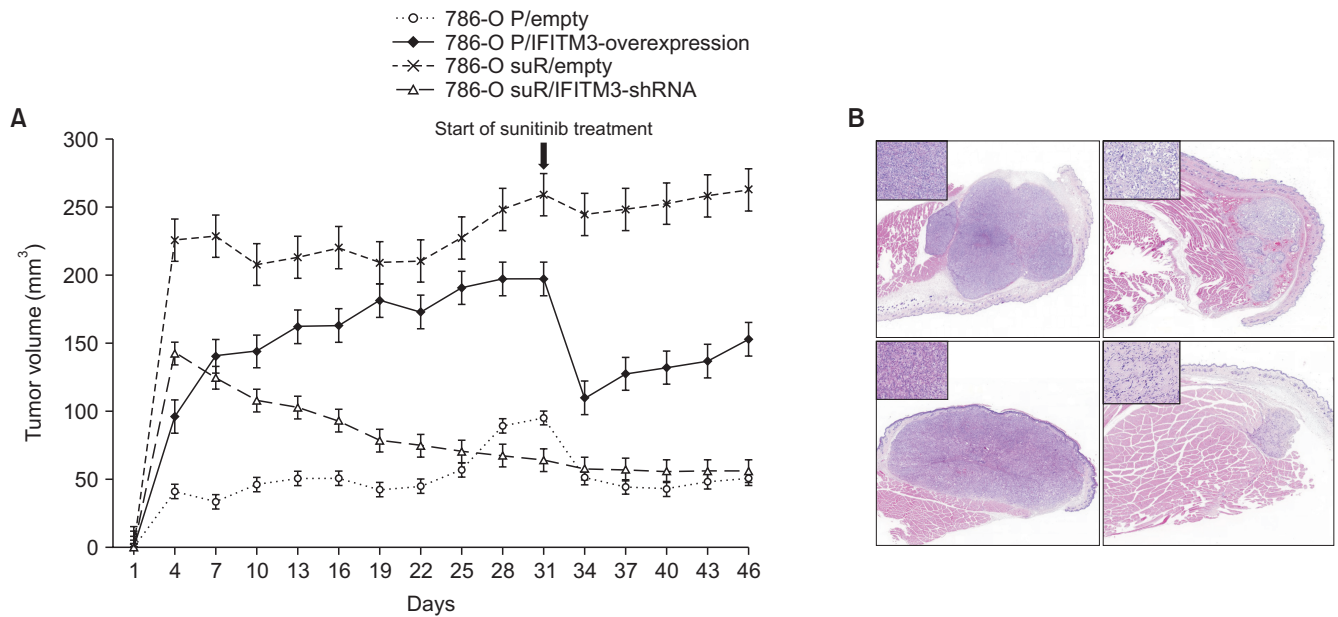 786-O P/empty
786-O P/IFITM3-overexpression
786-O suR/empty
786-O suR/IFITM3-shRNA
A
B
Start of sunitinib treatment
300
250
200
150
100
50
0
Tumor volume (mm³)
1 4 7 10 13 16 19 22 25 28 31 34 37 40 43 46
Days